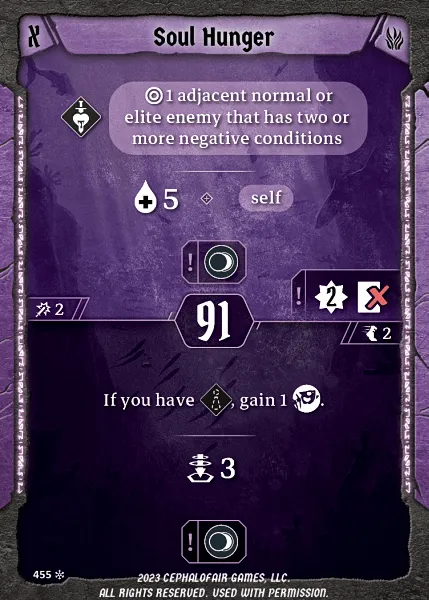 X
Soul Hunger
1 adjacent normal or
elite enemy that has two or
more negative conditions
5 self
! 
! 2
2
91
2
If you have , gain 1 .
3
!
455
2023 CEPHALOFAIR GAMES, LLC.
ALL RIGHTS RESERVED. USED WITH PERMISSION.